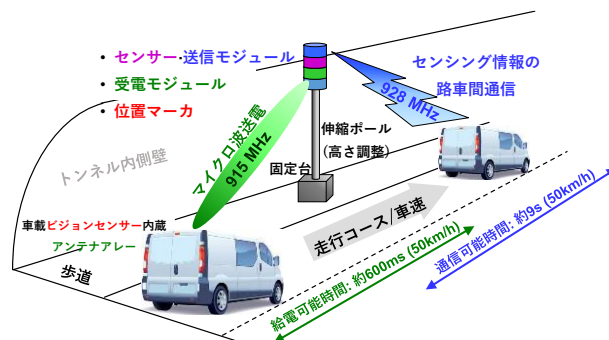 • センサー・送信モジュール
• 受電モジュール
• 位置マーカ
センシング情報の
路車間通信
928 MHz
マイクロ波送電
915 MHz
伸縮ポール
(高さ調整)
固定台
トンネル内側壁
車載ビジョンセンサー内蔵
アンテナアレー
歩道
走行コース/車速
給電可能時間: 約600ms (50km/h)
通信可能時間: 約9s (50km/h)